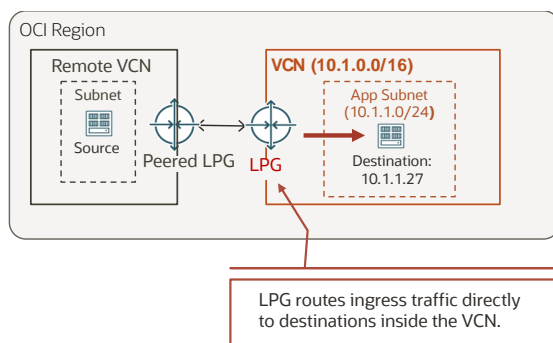 OCI Region
Remote VCN
Subnet
Source
Peered LPG
LPG
VCN (10.1.0.0/16)
App Subnet
(10.1.1.0/24)
Destination:
10.1.1.27
LPG routes ingress traffic directly
to destinations inside the VCN.